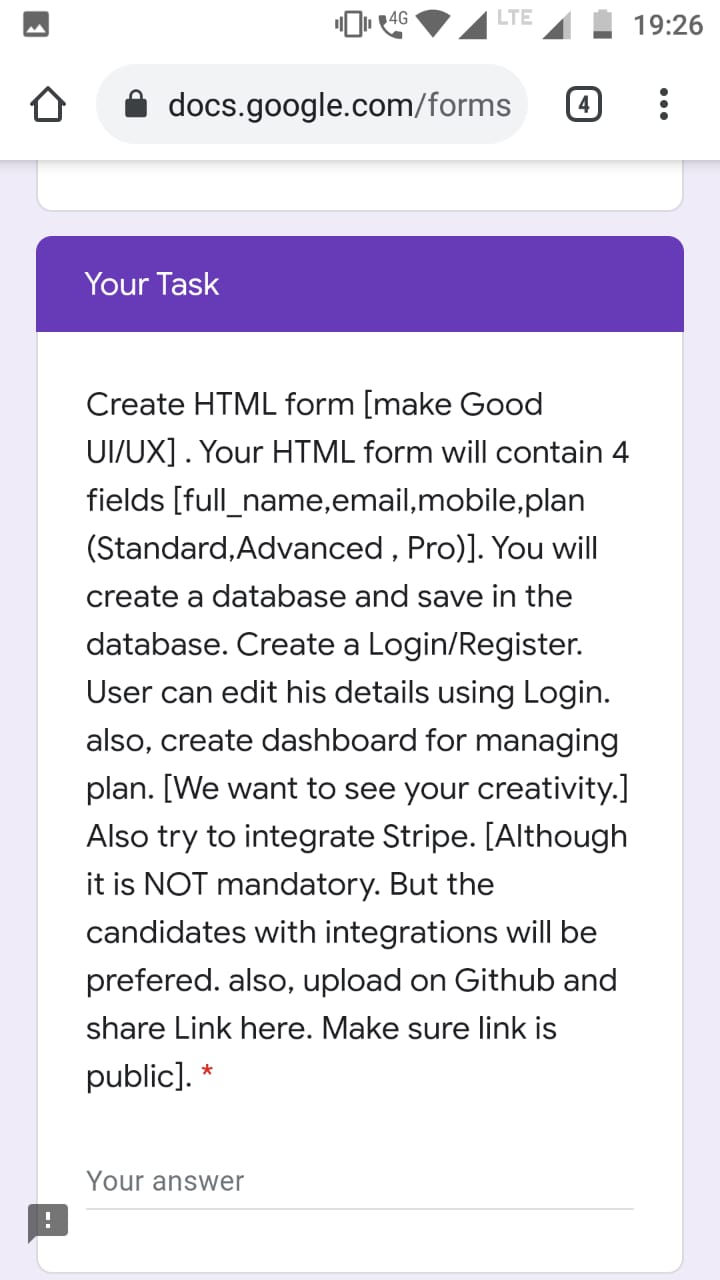 4G LTE 19:26
docs.google.com/forms 4
Your Task
Create HTML form [make Good
UI/UX] . Your HTML form will contain 4
fields [full_name,email,mobile,plan
(Standard,Advanced , Pro)]. You will
create a database and save in the
database. Create a Login/Register.
User can edit his details using Login.
also, create dashboard for managing
plan. [We want to see your creativity.]
Also try to integrate Stripe. [Although
it is NOT mandatory. But the
candidates with integrations will be
prefered. also, upload on Github and
share Link here. Make sure link is
public]. *
Your answer
!